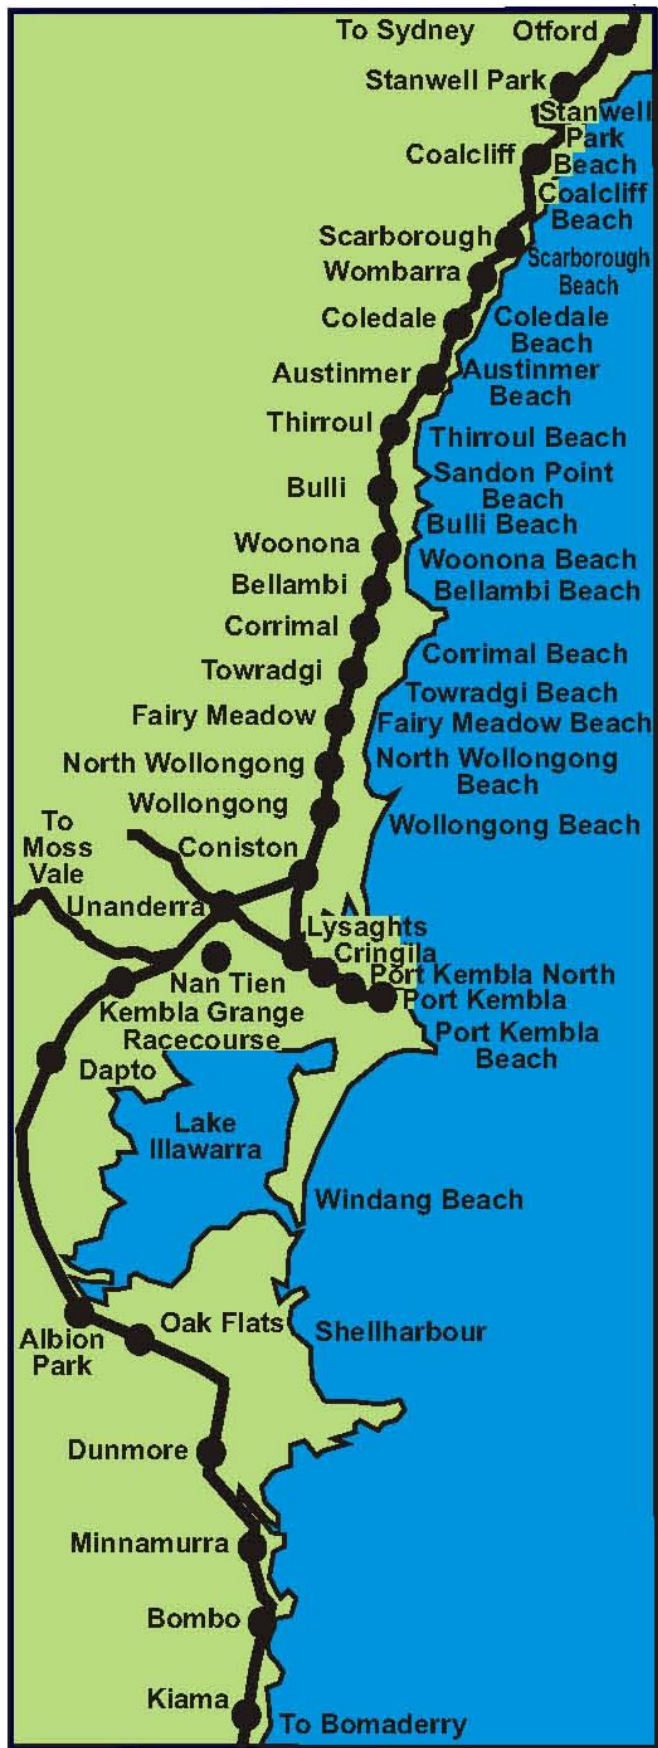 To Sydney
Otford
Stanwell Park
Stanwell
Park
Beach
Coalcliff
Coalcliff
Beach
Scarborough
Scarborough
Beach
Wombarra
Coledale
Coledale
Beach
Austinmer
Austinmer
Beach
Thirroul
Thirroul Beach
Bulli
Sandon Point
Beach
Bulli Beach
Woonona
Woonona Beach
Bellambi
Bellambi Beach
Corrimal
Corrimal Beach
Towradgi
Towradgi Beach
Fairy Meadow
Fairy Meadow Beach
North Wollongong
North Wollongong
Beach
Wollongong
Wollongong Beach
To
Moss
Vale
Coniston
Unanderra
Lysaghts
Cringila
Port Kembla North
Port Kembla
Nan Tien
Kembla Grange
Racecourse
Port Kembla
Beach
Dapto
Lake
Illawarra
Windang Beach
Albion
Park
Oak Flats
Shellharbour
Dunmore
Minnamurra
Bombo
Kiama
To Bomaderry